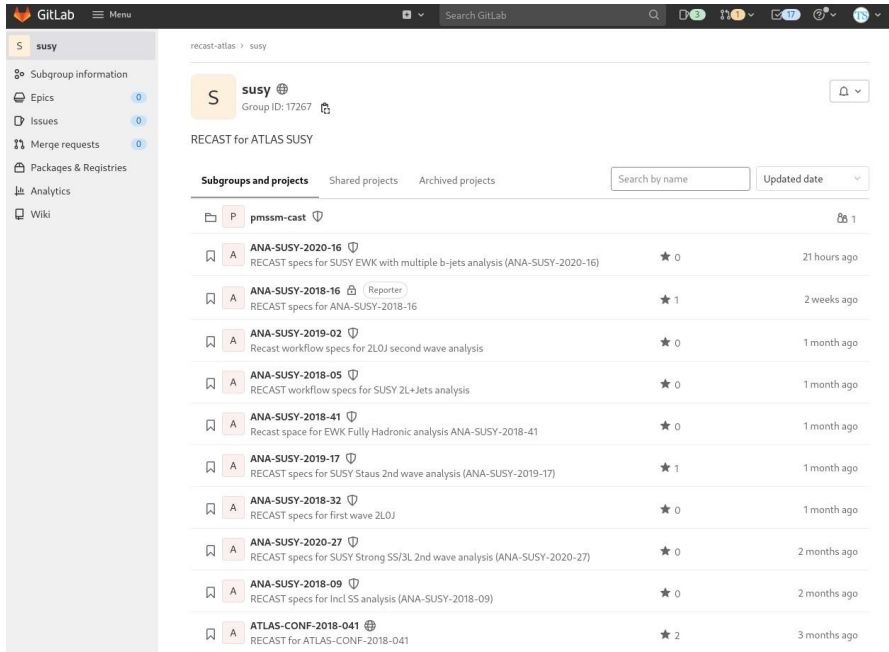 GitLab Menu Search GitLab 3 1 17 TS
S susy
Subgroup information
Epics 0
Issues 0
Merge requests 0
Packages & Registries
Analytics
Wiki
recast-atlas > susy
S susy
Group ID: 17267
RECAST for ATLAS SUSY
Subgroups and projects Shared projects Archived projects Search by name Updated date
P pmssm-cast 1
A ANA-SUSY-2020-16
RECAST specs for SUSY EWK with multiple b-jets analysis (ANA-SUSY-2020-16) 0 21 hours ago
A ANA-SUSY-2018-16 Reporter
RECAST specs for ANA-SUSY-2018-16 1 2 weeks ago
A ANA-SUSY-2019-02
Recast workflow specs for 2L0J second wave analysis 0 1 month ago
A ANA-SUSY-2018-05
RECAST workflow specs for SUSY 2L+Jets analysis 0 1 month ago
A ANA-SUSY-2018-41
Recast space for EWK Fully Hadronic analysis ANA-SUSY-2018-41 0 1 month ago
A ANA-SUSY-2019-17
RECAST specs for SUSY Staus 2nd wave analysis (ANA-SUSY-2019-17) 1 1 month ago
A ANA-SUSY-2018-32
RECAST specs for first wave 2L0J 0 1 month ago
A ANA-SUSY-2020-27
RECAST specs for SUSY Strong SS/3L 2nd wave analysis (ANA-SUSY-2020-27) 0 2 months ago
A ANA-SUSY-2018-09
RECAST specs for Incl SS analysis (ANA-SUSY-2018-09) 0 2 months ago
A ATLAS-CONF-2018-041
RECAST for ATLAS-CONF-2018-041 2 3 months ago